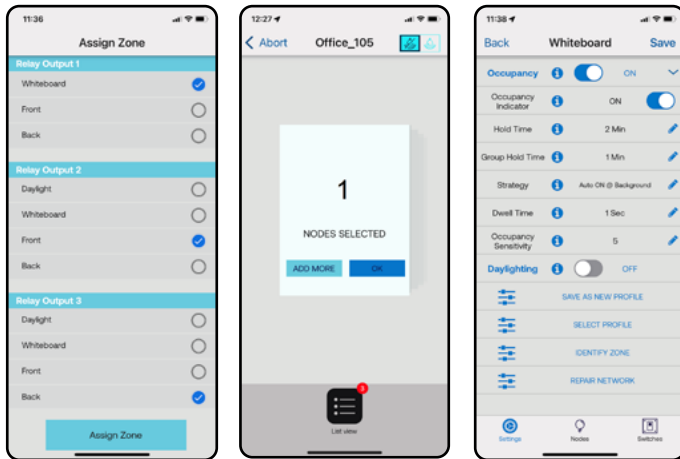 11:36
Assign Zone
Relay Output 1
Whiteboard
Front
Back
Relay Output 2
Daylight
Whiteboard
Front
Back
Relay Output 3
Daylight
Whiteboard
Front
Back
Assign Zone
12:27
Abort Office_105
1
NODES SELECTED
ADD MORE OK
3
List view
11:38
Back Whiteboard Save
Occupancy ON
Occupancy Indicator ON
Hold Time 2 Min
Group Hold Time 1 Min
Strategy Auto ON @ Background
Dwell Time 1 Sec
Occupancy Sensitivity 5
Daylighting OFF
SAVE AS NEW PROFILE
SELECT PROFILE
IDENTIFY ZONE
REPAIR NETWORK
Settings Nodes Switches